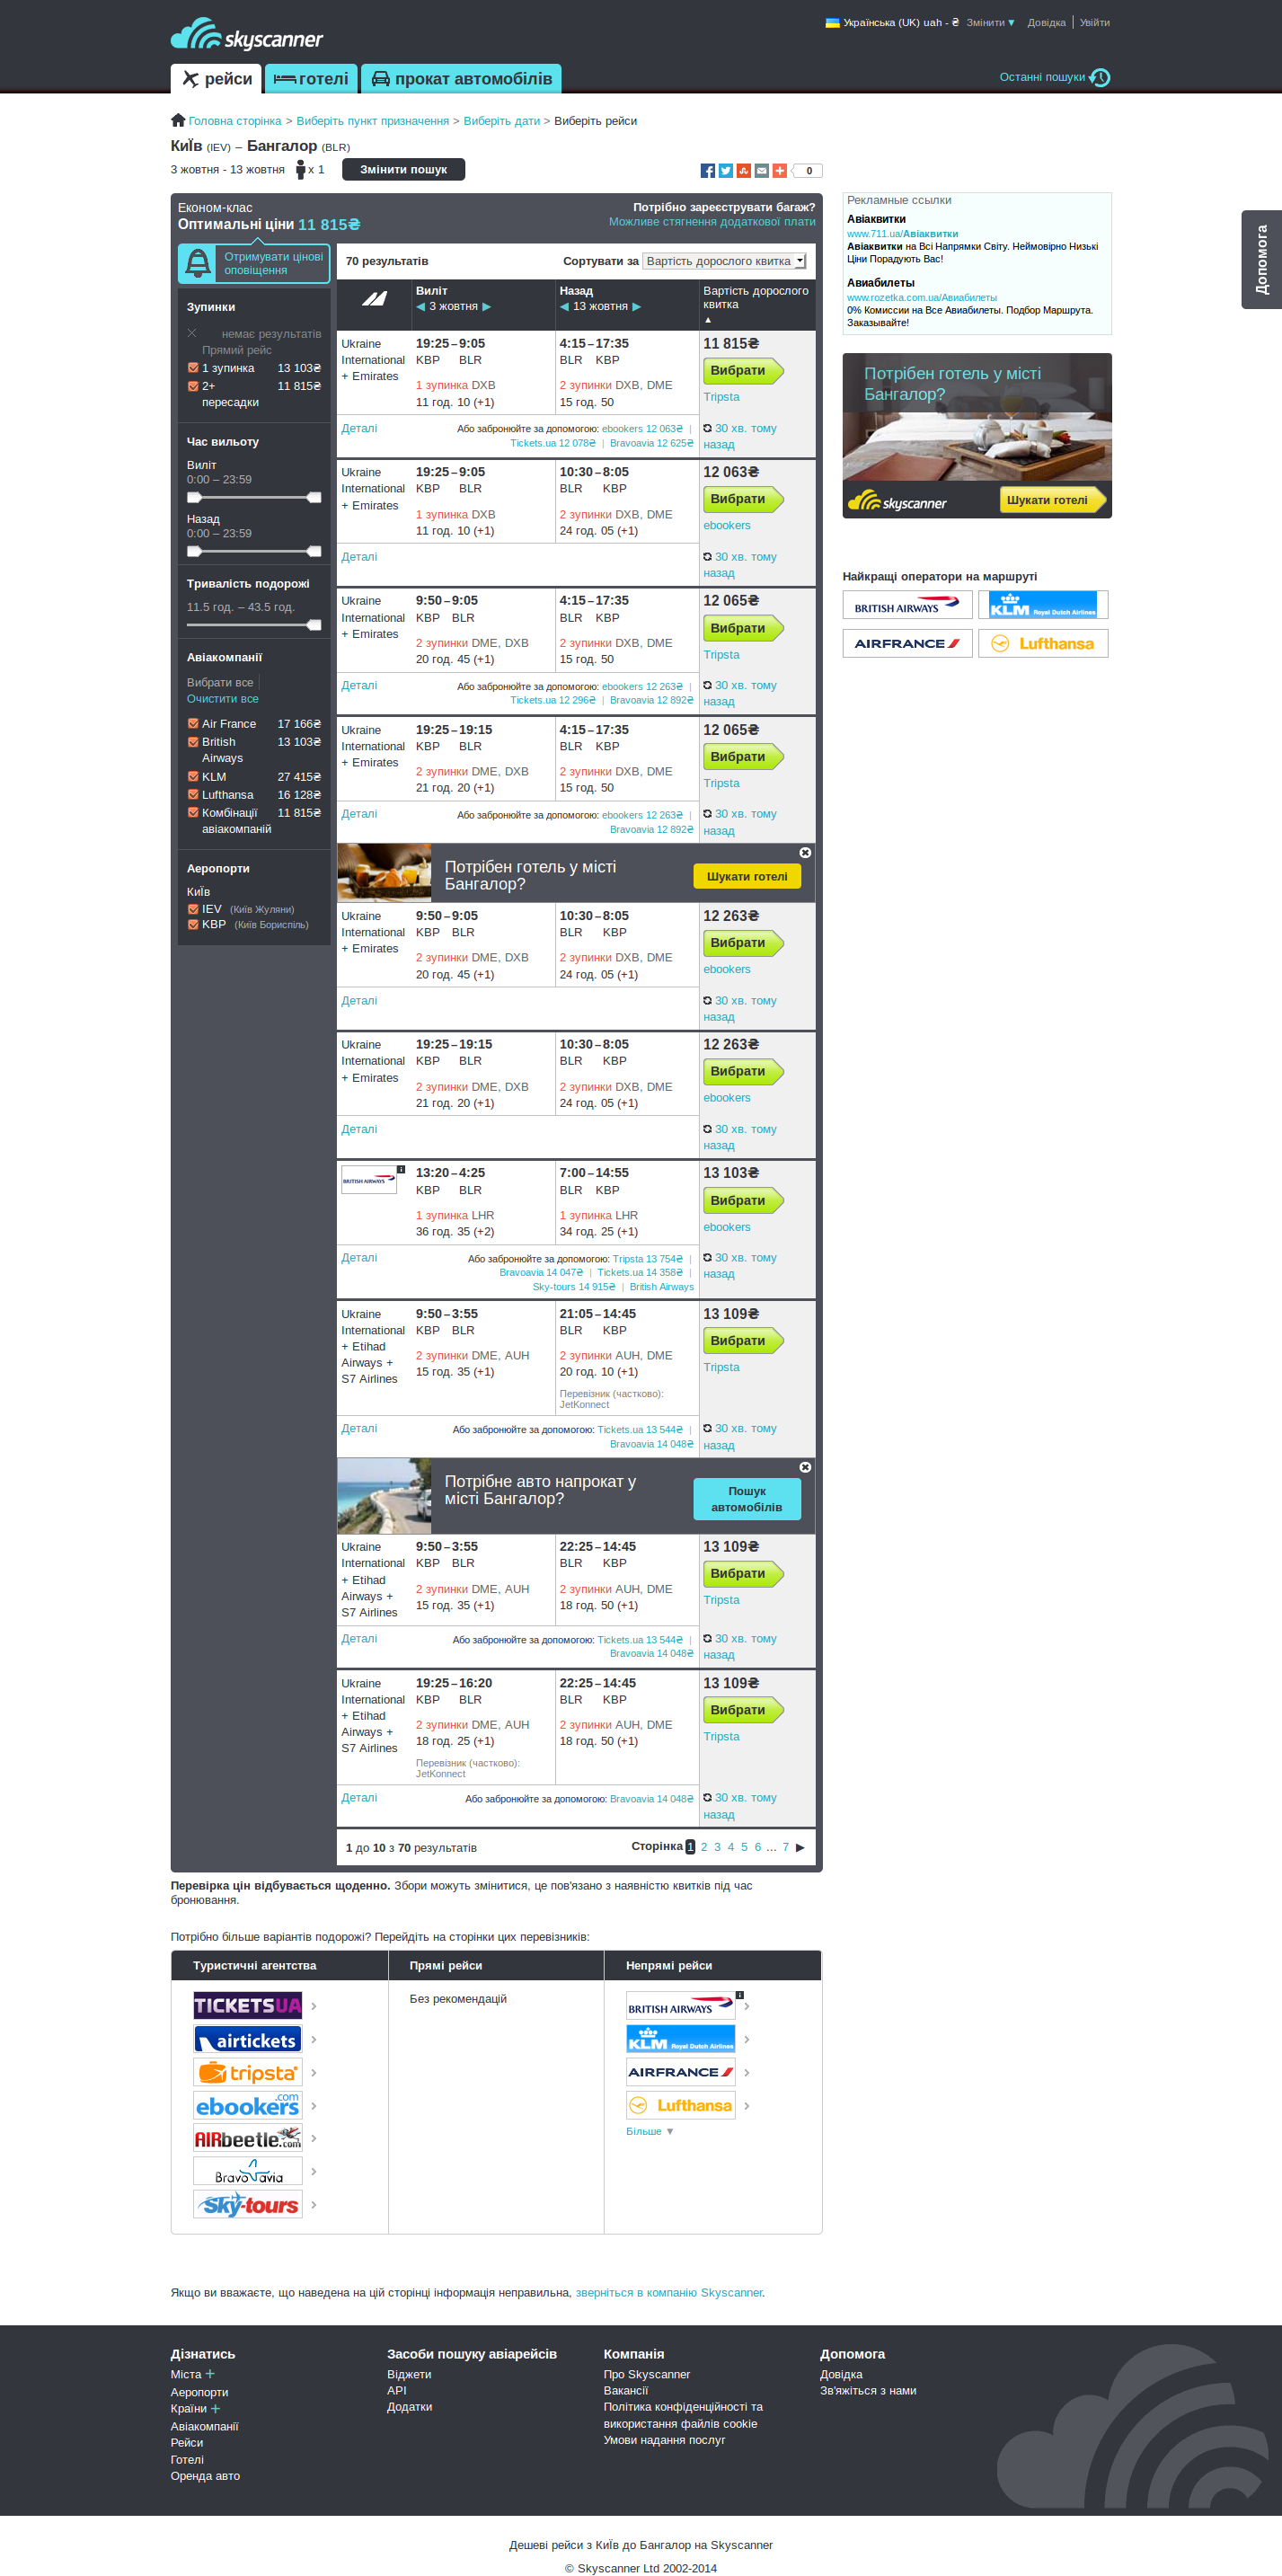 Українська (UK) uah - ₴ Змінити ▼ Довідка Увійти
skyscanner
рейси готелі прокат автомобілів
Останні пошуки
Головна сторінка > Виберіть пункт призначення > Виберіть дати > Виберіть рейси
КиЇв (IEV) – Бангалор (BLR)
3 жовтня - 13 жовтня x 1 Змінити пошук
0
Економ-клас
Оптимальні ціни 11 815₴
Потрібно зареєструвати багаж?
Можливе стягнення додаткової плати
Отримувати цінові
оповіщення
Зупинки
немає результатів
Прямий рейс
1 зупинка 13 103₴
2+ 11 815₴
пересадки
Час вильоту
Виліт
0:00 – 23:59
Назад
0:00 – 23:59
Тривалість подорожі
11.5 год. – 43.5 год.
Авіакомпанії
Вибрати все
Очистити все
Air France 17 166₴
British 13 103₴
Airways
KLM 27 415₴
Lufthansa 16 128₴
Комбінації 11 815₴
авіакомпаній
Аеропорти
КиЇв
IEV (Київ Жуляни)
KBP (Київ Бориспіль)
70 результатів Сортувати за Вартість дорослого квитка
Виліт
◀ 3 жовтня ▶
Назад
◀ 13 жовтня ▶
Вартість дорослого
квитка
▲
Ukraine 19:25 – 9:05 4:15 – 17:35 11 815₴
International KBP BLR BLR KBP Вибрати
+ Emirates
1 зупинка DXB 2 зупинки DXB, DME Tripsta
11 год. 10 (+1) 15 год. 50
Деталі Або забронюйте за допомогою: ebookers 12 063₴ | 30 хв. тому
Tickets.ua 12 078₴ | Bravoavia 12 625₴ назад
Ukraine 19:25 – 9:05 10:30 – 8:05 12 063₴
International KBP BLR BLR KBP Вибрати
+ Emirates
1 зупинка DXB 2 зупинки DXB, DME ebookers
11 год. 10 (+1) 24 год. 05 (+1)
Деталі 30 хв. тому
назад
Ukraine 9:50 – 9:05 4:15 – 17:35 12 065₴
International KBP BLR BLR KBP Вибрати
+ Emirates
2 зупинки DME, DXB 2 зупинки DXB, DME Tripsta
20 год. 45 (+1) 15 год. 50
Деталі Або забронюйте за допомогою: ebookers 12 263₴ | 30 хв. тому
Tickets.ua 12 296₴ | Bravoavia 12 892₴ назад
Ukraine 19:25 – 19:15 4:15 – 17:35 12 065₴
International KBP BLR BLR KBP Вибрати
+ Emirates
2 зупинки DME, DXB 2 зупинки DXB, DME Tripsta
21 год. 20 (+1) 15 год. 50
Деталі Або забронюйте за допомогою: ebookers 12 263₴ | 30 хв. тому
Bravoavia 12 892₴ назад
Потрібен готель у місті
Бангалор?
Шукати готелі
Ukraine 9:50 – 9:05 10:30 – 8:05 12 263₴
International KBP BLR BLR KBP Вибрати
+ Emirates
2 зупинки DME, DXB 2 зупинки DXB, DME ebookers
20 год. 45 (+1) 24 год. 05 (+1)
Деталі 30 хв. тому
назад
Ukraine 19:25 – 19:15 10:30 – 8:05 12 263₴
International KBP BLR BLR KBP Вибрати
+ Emirates
2 зупинки DME, DXB 2 зупинки DXB, DME ebookers
21 год. 20 (+1) 24 год. 05 (+1)
Деталі 30 хв. тому
назад
BRITISH AIRWAYS 13:20 – 4:25 7:00 – 14:55 13 103₴
KBP BLR BLR KBP Вибрати
1 зупинка LHR 1 зупинка LHR ebookers
36 год. 35 (+2) 34 год. 25 (+1)
Деталі Або забронюйте за допомогою: Tripsta 13 754₴ | 30 хв. тому
Bravoavia 14 047₴ | Tickets.ua 14 358₴ | назад
Sky-tours 14 915₴ | British Airways
Ukraine 9:50 – 3:55 21:05 – 14:45 13 109₴
International KBP BLR BLR KBP Вибрати
+ Etihad
Airways + 2 зупинки DME, AUH 2 зупинки AUH, DME Tripsta
S7 Airlines 15 год. 35 (+1) 20 год. 10 (+1)
Перевізник (частково):
JetKonnect
Деталі Або забронюйте за допомогою: Tickets.ua 13 544₴ | 30 хв. тому
Bravoavia 14 048₴ назад
Потрібне авто напрокат у
місті Бангалор?
Пошук
автомобілів
Ukraine 9:50 – 3:55 22:25 – 14:45 13 109₴
International KBP BLR BLR KBP Вибрати
+ Etihad
Airways + 2 зупинки DME, AUH 2 зупинки AUH, DME Tripsta
S7 Airlines 15 год. 35 (+1) 18 год. 50 (+1)
Деталі Або забронюйте за допомогою: Tickets.ua 13 544₴ | 30 хв. тому
Bravoavia 14 048₴ назад
Ukraine 19:25 – 16:20 22:25 – 14:45 13 109₴
International KBP BLR BLR KBP Вибрати
+ Etihad
Airways + 2 зупинки DME, AUH 2 зупинки AUH, DME Tripsta
S7 Airlines 18 год. 25 (+1) 18 год. 50 (+1)
Перевізник (частково):
JetKonnect
Деталі Або забронюйте за допомогою: Bravoavia 14 048₴ 30 хв. тому
назад
1 до 10 з 70 результатів Сторінка 1 2 3 4 5 6 ... 7 ▶
Рекламные ссылки
Авіаквитки
www.711.ua/Авіаквитки
Авіаквитки на Всі Напрямки Світу. Неймовірно Низькі
Ціни Порадують Вас!
Авиабилеты
www.rozetka.com.ua/Авиабилеты
0% Комиссии на Все Авиабилеты. Подбор Маршрута.
Заказывайте!
Допомога
Потрібен готель у місті
Бангалор?
skyscanner Шукати готелі
Найкращі оператори на маршруті
BRITISH AIRWAYS KLM Royal Dutch Airlines
AIRFRANCE Lufthansa
Перевірка цін відбувається щоденно. Збори можуть змінитися, це пов'язано з наявністю квитків під час
бронювання.
Потрібно більше варіантів подорожі? Перейдіть на сторінки цих перевізників:
Туристичні агентства Прямі рейси Непрямі рейси
TICKETSUA
airtickets
tripsta
ebookers.com
AIRbeetle.com
Bravoavia
sky-tours
Без рекомендацій
BRITISH AIRWAYS
KLM Royal Dutch Airlines
AIRFRANCE
Lufthansa
Більше ▼
Якщо ви вважаєте, що наведена на цій сторінці інформація неправильна, зверніться в компанію Skyscanner.
Дізнатись
Міста +
Аеропорти
Країни +
Авіакомпанії
Рейси
Готелі
Оренда авто
Засоби пошуку авіарейсів
Віджети
API
Додатки
Компанія
Про Skyscanner
Вакансії
Політика конфіденційності та
використання файлів cookie
Умови надання послуг
Допомога
Довідка
Зв'яжіться з нами
Дешеві рейси з КиЇв до Бангалор на Skyscanner
© Skyscanner Ltd 2002-2014